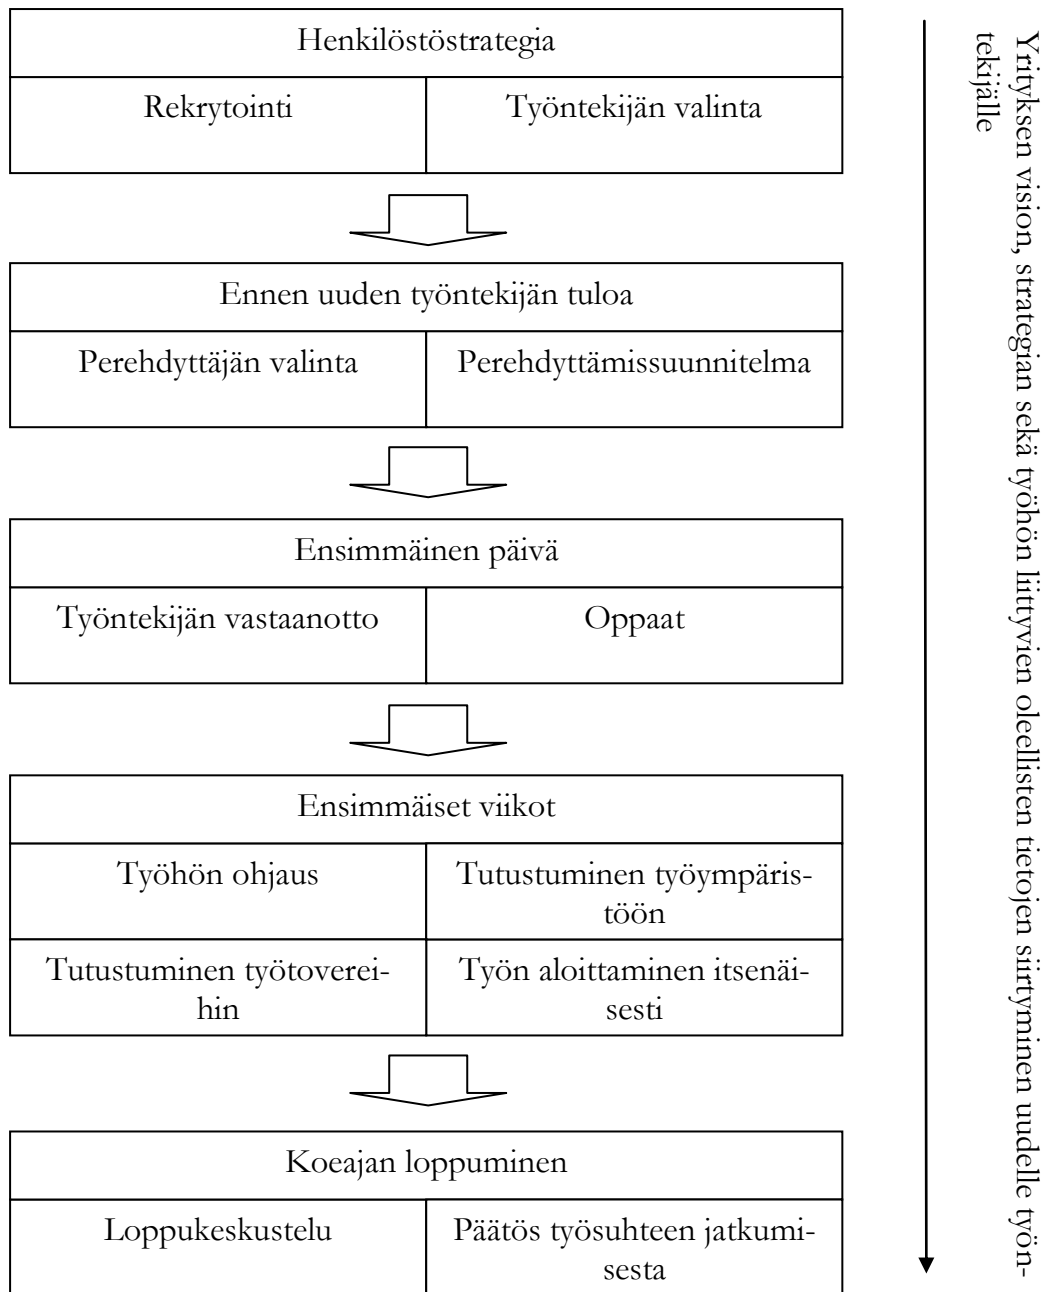 Henkilöstöstrategia
Rekrytointi
Työntekijän valinta
Ennen uuden työntekijän tuloa
Perehdyttäjän valinta
Perehdyttämissuunnitelma
Ensimmäinen päivä
Työntekijän vastaanotto
Oppaat
Ensimmäiset viikot
Työhön ohjaus
Tutustuminen työympäris-
töön
Tutustuminen työtoverei-
hin
Työn aloittaminen itsenäi-
sesti
Koeajan loppuminen
Loppukeskustelu
Päätös työsuhteen jatkumi-
sesta
Yrityksen vision, strategian sekä työhön liittyvien oleellisten tietojen siirtyminen uudelle työn-
tekijälle